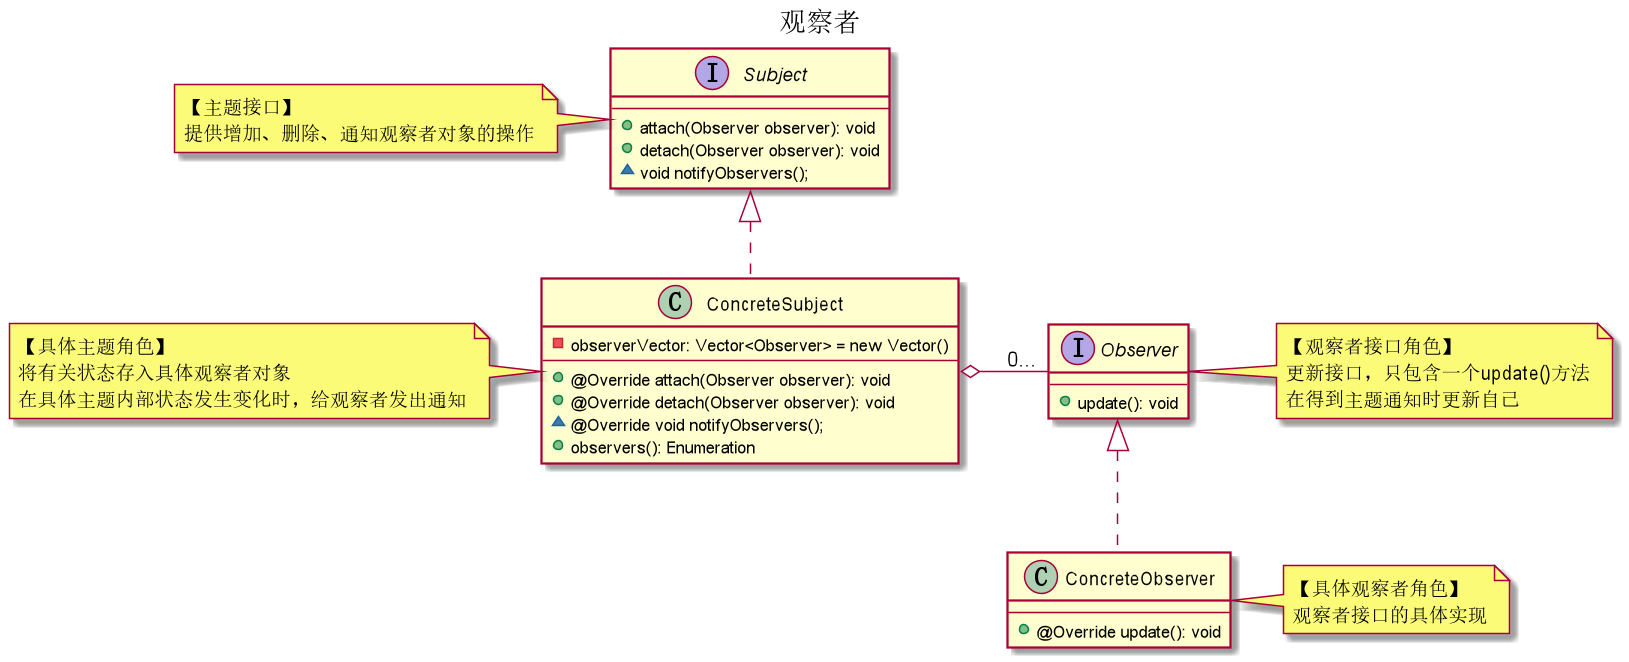 观察者
I Subject
attach(Observer observer): void
detach(Observer observer): void
void notifyObservers();
【主题接口】
提供增加、删除、通知观察者对象的操作
C ConcreteSubject
observerVector: Vector<Observer> = new Vector()
@Override attach(Observer observer): void
@Override detach(Observer observer): void
@Override void notifyObservers();
observers(): Enumeration
【具体主题角色】
将有关状态存入具体观察者对象
在具体主题内部状态发生变化时，给观察者发出通知
0...
I Observer
update(): void
【观察者接口角色】
更新接口，只包含一个update()方法
在得到主题通知时更新自己
C ConcreteObserver
@Override update(): void
【具体观察者角色】
观察者接口的具体实现